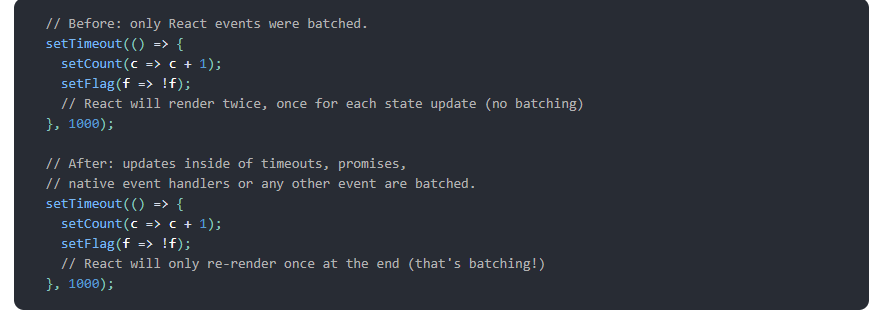 // Before: only React events were batched.
setTimeout(() => {
  setCount(c => c + 1);
  setFlag(f => !f);
  // React will render twice, once for each state update (no batching)
}, 1000);

// After: updates inside of timeouts, promises,
// native event handlers or any other event are batched.
setTimeout(() => {
  setCount(c => c + 1);
  setFlag(f => !f);
  // React will only re-render once at the end (that's batching!)
}, 1000);